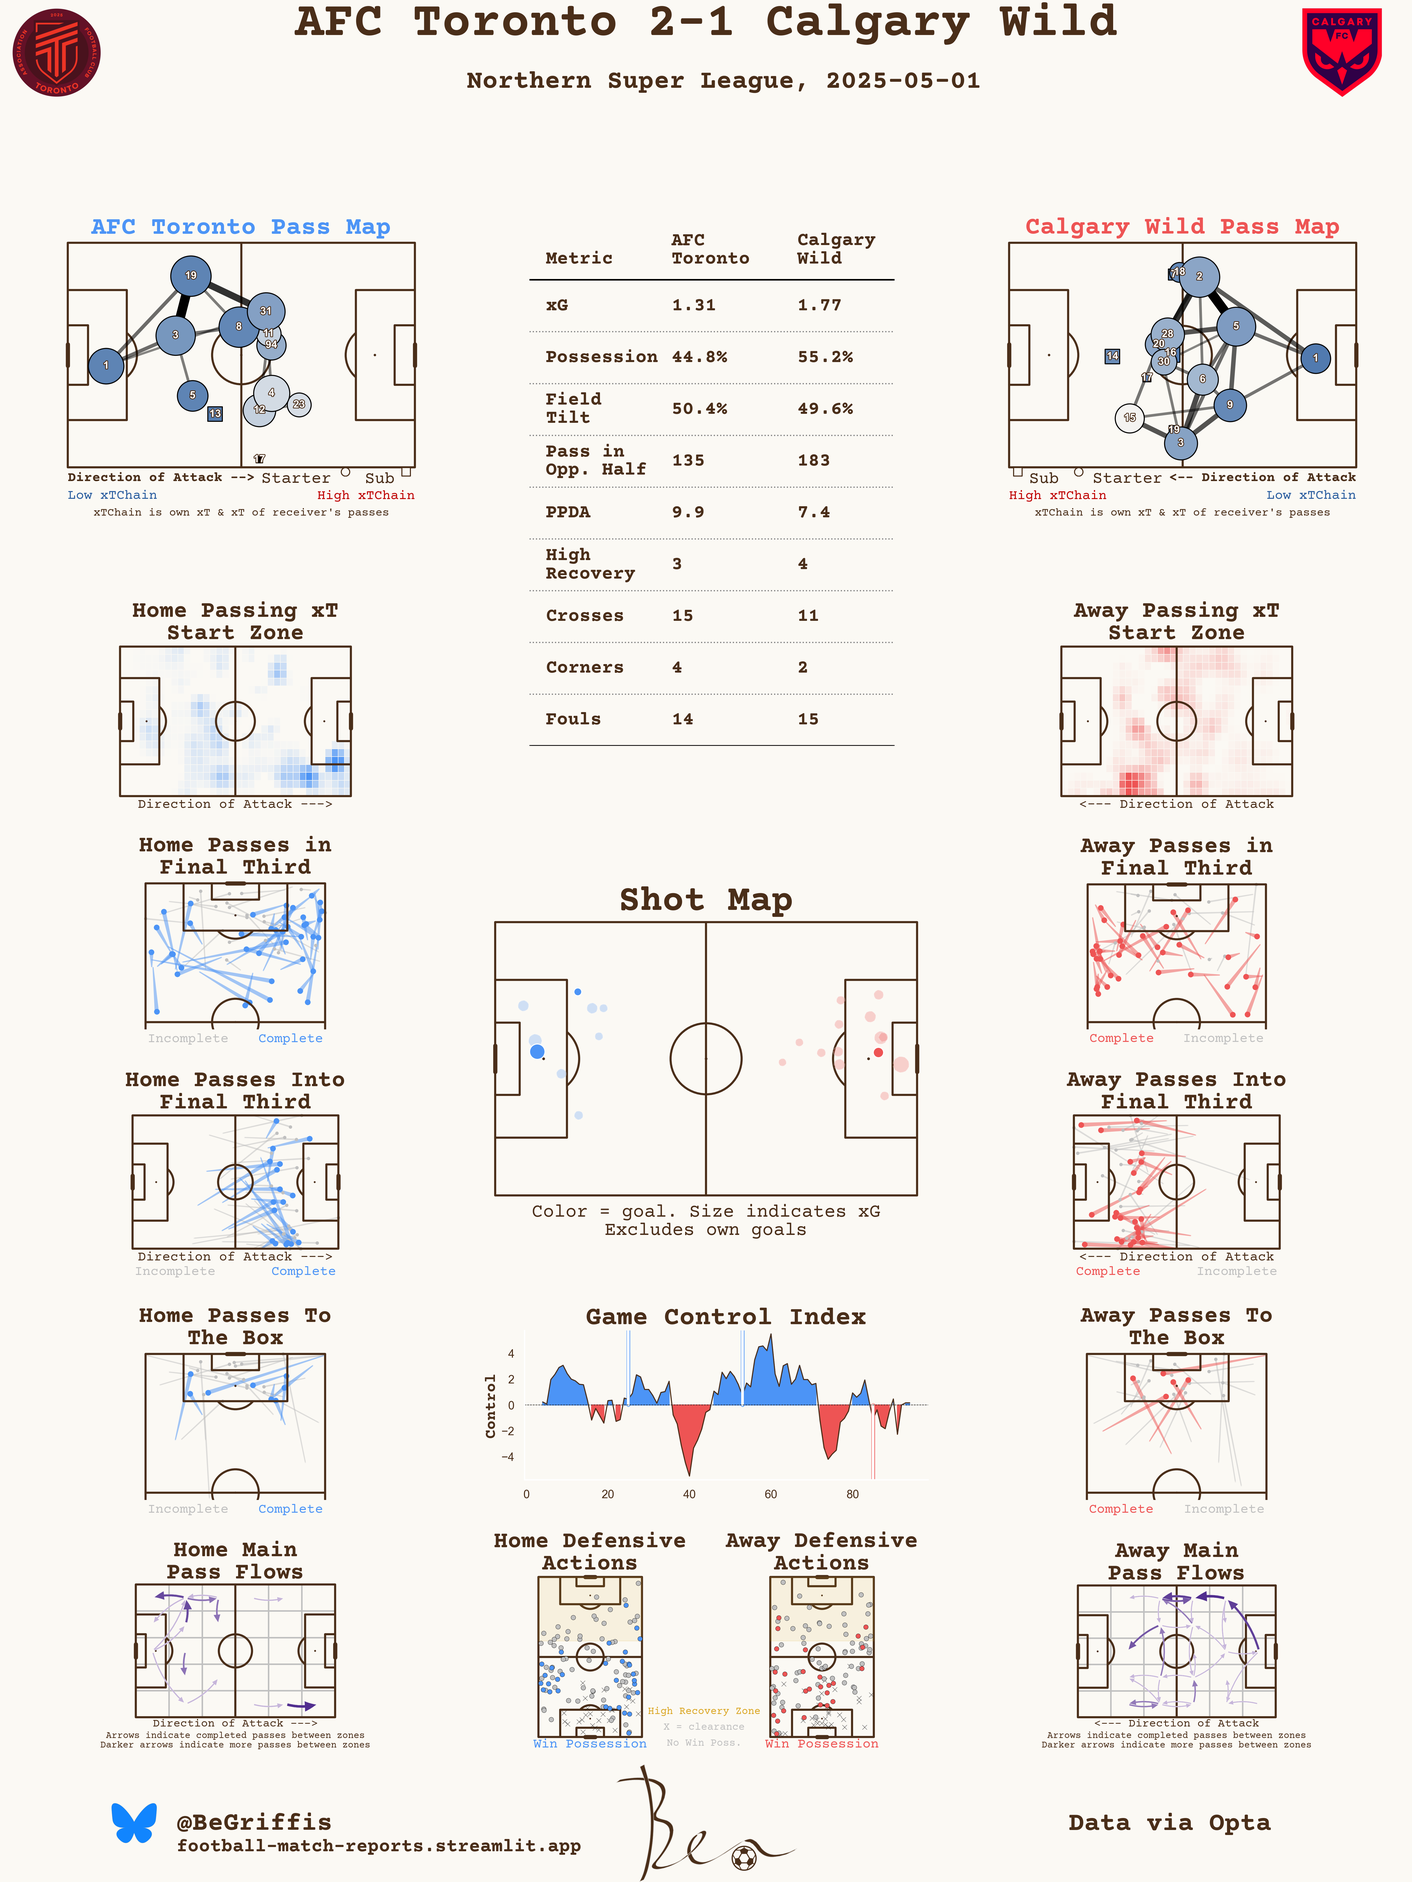 AFC Toronto 2-1 Calgary Wild
Northern Super League, 2025-05-01
1905
ASSOCIATION FOOTBALL CLUB
TORONTO
CALGARY
FC
AFC Toronto Pass Map
19
31
8
11
94
3
1
5
13
4
12
23
17
Direction of Attack --> Starter Sub
Low xTChain High xTChain
xTChain is own xT & xT of receiver's passes
Metric AFC Toronto Calgary Wild
xG 1.31 1.77
Possession 44.8% 55.2%
Field Tilt 50.4% 49.6%
Pass in Opp. Half 135 183
PPDA 9.9 7.4
High Recovery 3 4
Crosses 15 11
Corners 4 2
Fouls 14 15
Calgary Wild Pass Map
7
18
2
5
28
20
16
14
30
1
17
6
9
15
19
3
Sub Starter <-- Direction of Attack
High xTChain Low xTChain
xTChain is own xT & xT of receiver's passes
Home Passing xT
Start Zone
Direction of Attack --->
Away Passing xT
Start Zone
<--- Direction of Attack
Home Passes in
Final Third
Incomplete Complete
Away Passes in
Final Third
Complete Incomplete
Shot Map
Color = goal. Size indicates xG
Excludes own goals
Home Passes Into
Final Third
Direction of Attack --->
Incomplete Complete
Away Passes Into
Final Third
<--- Direction of Attack
Complete Incomplete
Home Passes To
The Box
Incomplete Complete
Game Control Index
Control
4
2
0
−2
−4
0 20 40 60 80
Away Passes To
The Box
Complete Incomplete
Home Main
Pass Flows
Direction of Attack --->
Arrows indicate completed passes between zones
Darker arrows indicate more passes between zones
Home Defensive
Actions
Win Possession
High Recovery Zone
X = clearance
No Win Poss.
Away Defensive
Actions
Win Possession
Away Main
Pass Flows
<--- Direction of Attack
Arrows indicate completed passes between zones
Darker arrows indicate more passes between zones
@BeGriffis
football-match-reports.streamlit.app
Ben
Data via Opta